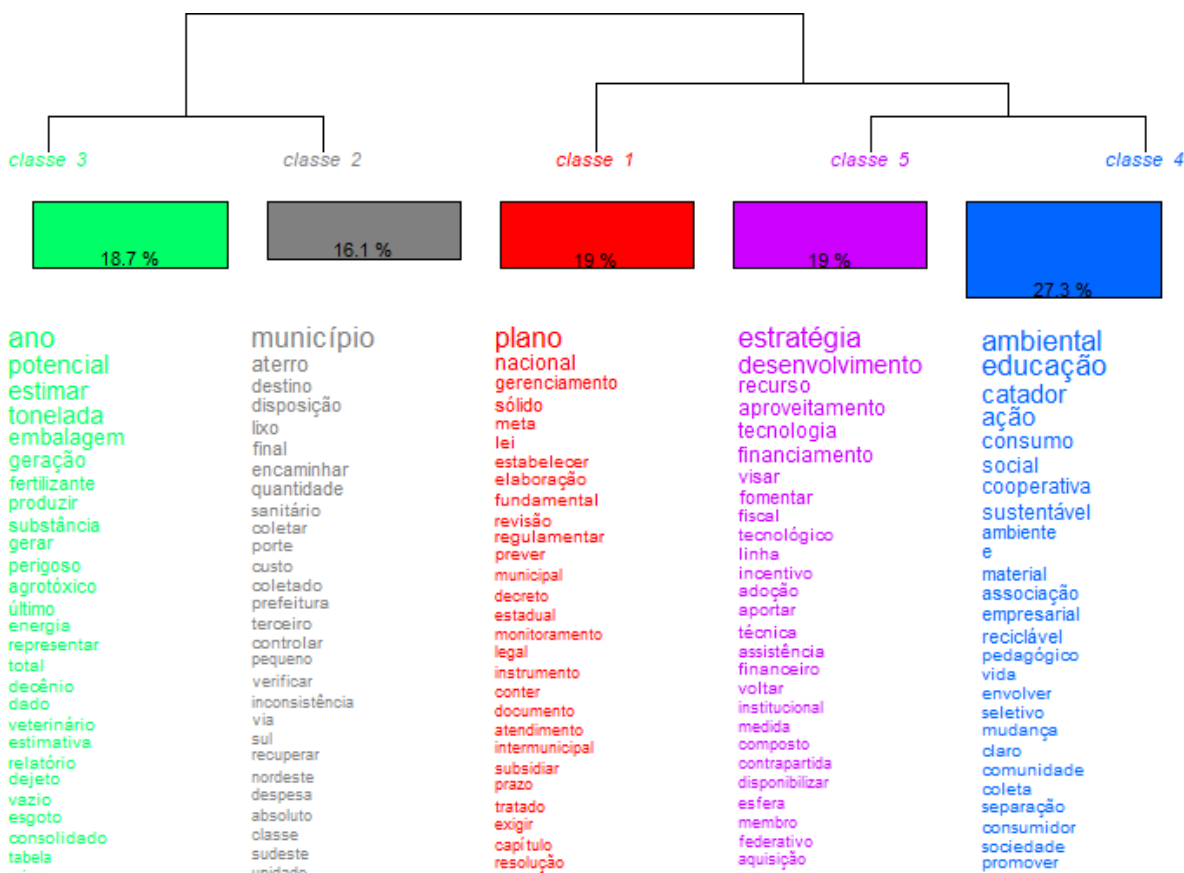 classe 3
classe 2
classe 1
classe 5
classe 4
18.7 %
16.1 %
19 %
19 %
27.3 %
ano
potencial
estimar
tonelada
embalagem
geração
fertilizante
produzir
substância
gerar
perigoso
agrotóxico
último
energia
representar
total
decênio
dado
veterinário
estimativa
relatório
dejeto
vazio
esgoto
consolidado
tabela
município
aterro
destino
disposição
lixo
final
encaminhar
quantidade
sanitário
coletar
porte
custo
coletado
prefeitura
terceiro
controlar
pequeno
verificar
inconsistência
via
sul
recuperar
nordeste
despesa
absoluto
classe
sudeste
unidade
plano
nacional
gerenciamento
sólido
meta
lei
estabelecer
elaboração
fundamental
revisão
regulamentar
prever
municipal
decreto
estadual
monitoramento
legal
instrumento
conter
documento
atendimento
intermunicipal
subsidiar
prazo
tratado
exigir
capítulo
resolução
estratégia
desenvolvimento
recurso
aproveitamento
tecnologia
financiamento
visar
fomentar
fiscal
tecnológico
linha
incentivo
adoção
aportar
técnica
assistência
financeiro
voltar
institucional
medida
composto
contrapartida
disponibilizar
esfera
membro
federativo
aquisição
ambiental
educação
catador
ação
consumo
social
cooperativa
sustentável
ambiente
e
material
associação
empresarial
reciclável
pedagógico
vida
envolver
seletivo
mudança
claro
comunidade
coleta
separação
consumidor
sociedade
promover